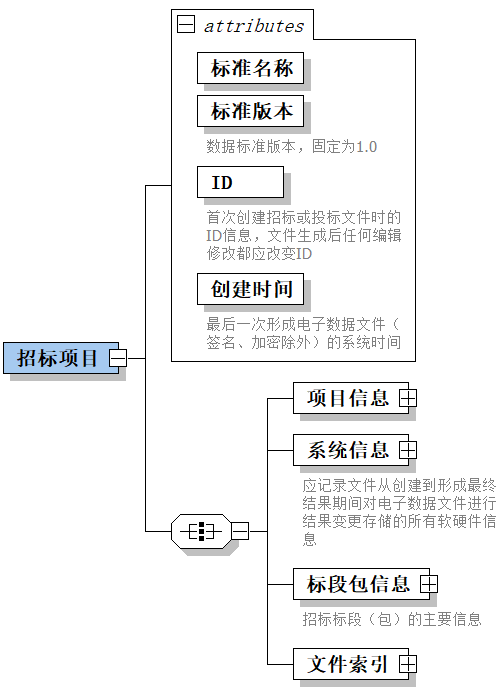 attributes
标准名称
标准版本
数据标准版本，固定为1.0
ID
首次创建招标或投标文件时的
ID信息，文件生成后任何编辑
修改都应改变ID
创建时间
最后一次形成电子数据文件（
签名、加密除外）的系统时间
招标项目
项目信息
系统信息
应记录文件从创建到形成最终
结果期间对电子数据文件进行
结果变更存储的所有软硬件信
息
标段包信息
招标标段（包）的主要信息
文件索引